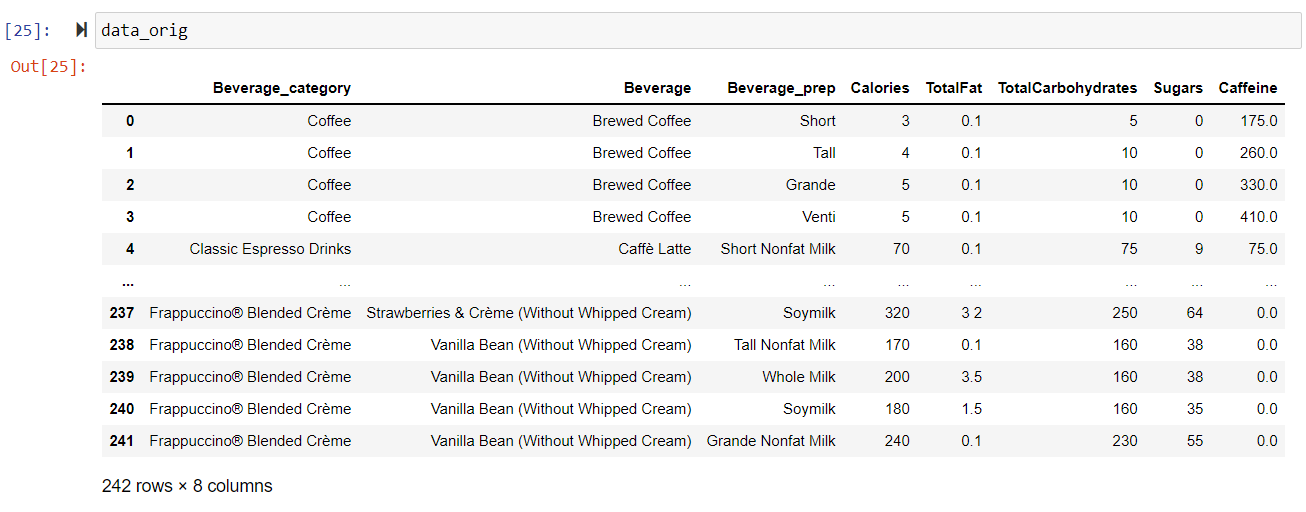 [25]: data_orig
Out[25]:
Beverage_category Beverage Beverage_prep Calories TotalFat TotalCarbohydrates Sugars Caffeine
0 Coffee Brewed Coffee Short 3 0.1 5 0 175.0
1 Coffee Brewed Coffee Tall 4 0.1 10 0 260.0
2 Coffee Brewed Coffee Grande 5 0.1 10 0 330.0
3 Coffee Brewed Coffee Venti 5 0.1 10 0 410.0
4 Classic Espresso Drinks Caffè Latte Short Nonfat Milk 70 0.1 75 9 75.0
... ... ... ... ... ... ... ... ...
237 Frappuccino® Blended Crème Strawberries & Crème (Without Whipped Cream) Soymilk 320 3 2 250 64 0.0
238 Frappuccino® Blended Crème Vanilla Bean (Without Whipped Cream) Tall Nonfat Milk 170 0.1 160 38 0.0
239 Frappuccino® Blended Crème Vanilla Bean (Without Whipped Cream) Whole Milk 200 3.5 160 38 0.0
240 Frappuccino® Blended Crème Vanilla Bean (Without Whipped Cream) Soymilk 180 1.5 160 35 0.0
241 Frappuccino® Blended Crème Vanilla Bean (Without Whipped Cream) Grande Nonfat Milk 240 0.1 230 55 0.0
242 rows × 8 columns